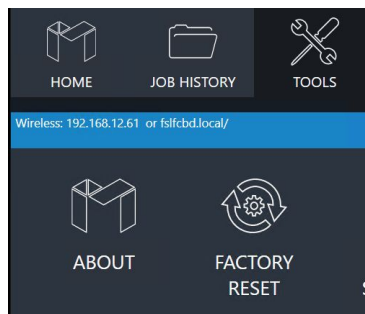 HOME JOB HISTORY TOOLS
Wireless: 192.168.12.61 or fslfcbd.local/
ABOUT FACTORY
RESET